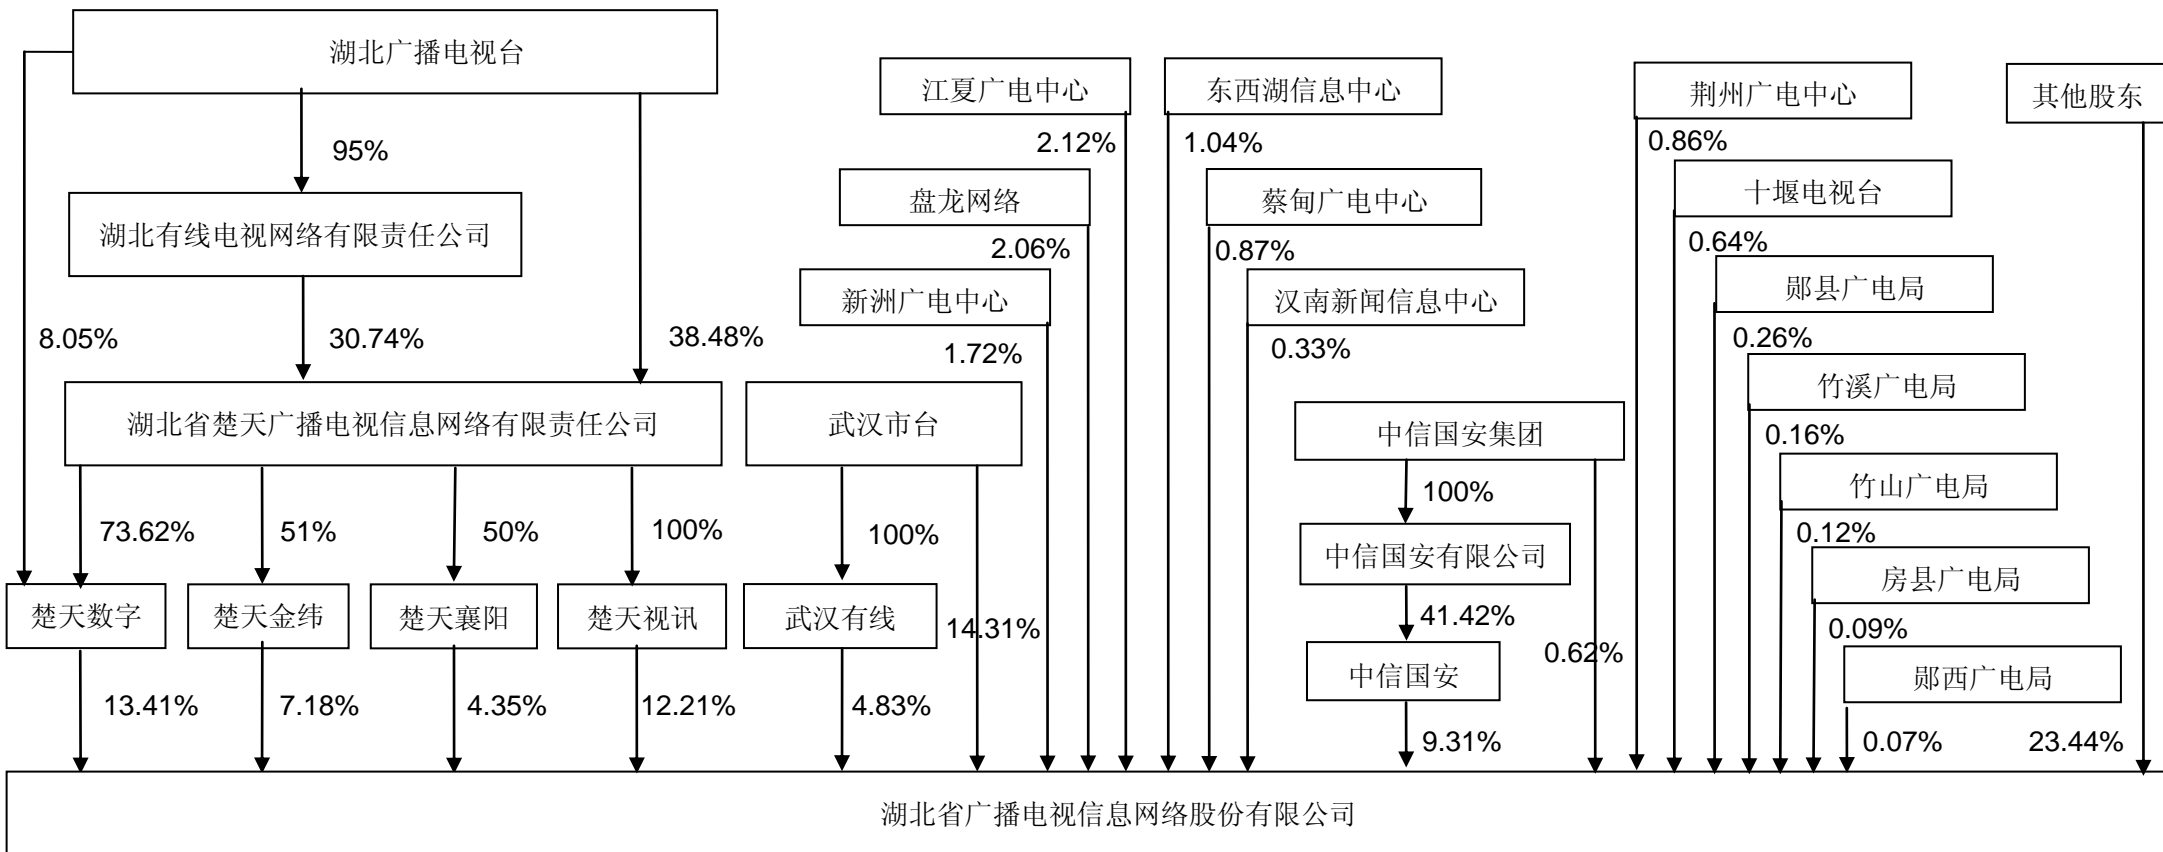 湖北广播电视台
江夏广电中心
东西湖信息中心
荆州广电中心
其他股东
95%
2.12%
1.04%
0.86%
盘龙网络
蔡甸广电中心
十堰电视台
湖北有线电视网络有限责任公司
2.06%
0.87%
0.64%
新洲广电中心
汉南新闻信息中心
郧县广电局
8.05%
30.74%
38.48%
1.72%
0.33%
0.26%
竹溪广电局
湖北省楚天广播电视信息网络有限责任公司
武汉市台
中信国安集团
0.16%
竹山广电局
73.62%
51%
50%
100%
100%
100%
0.12%
中信国安有限公司
房县广电局
楚天数字
楚天金纬
楚天襄阳
楚天视讯
武汉有线
14.31%
41.42%
0.62%
0.09%
中信国安
郧西广电局
13.41%
7.18%
4.35%
12.21%
4.83%
9.31%
0.07%
23.44%
湖北省广播电视信息网络股份有限公司